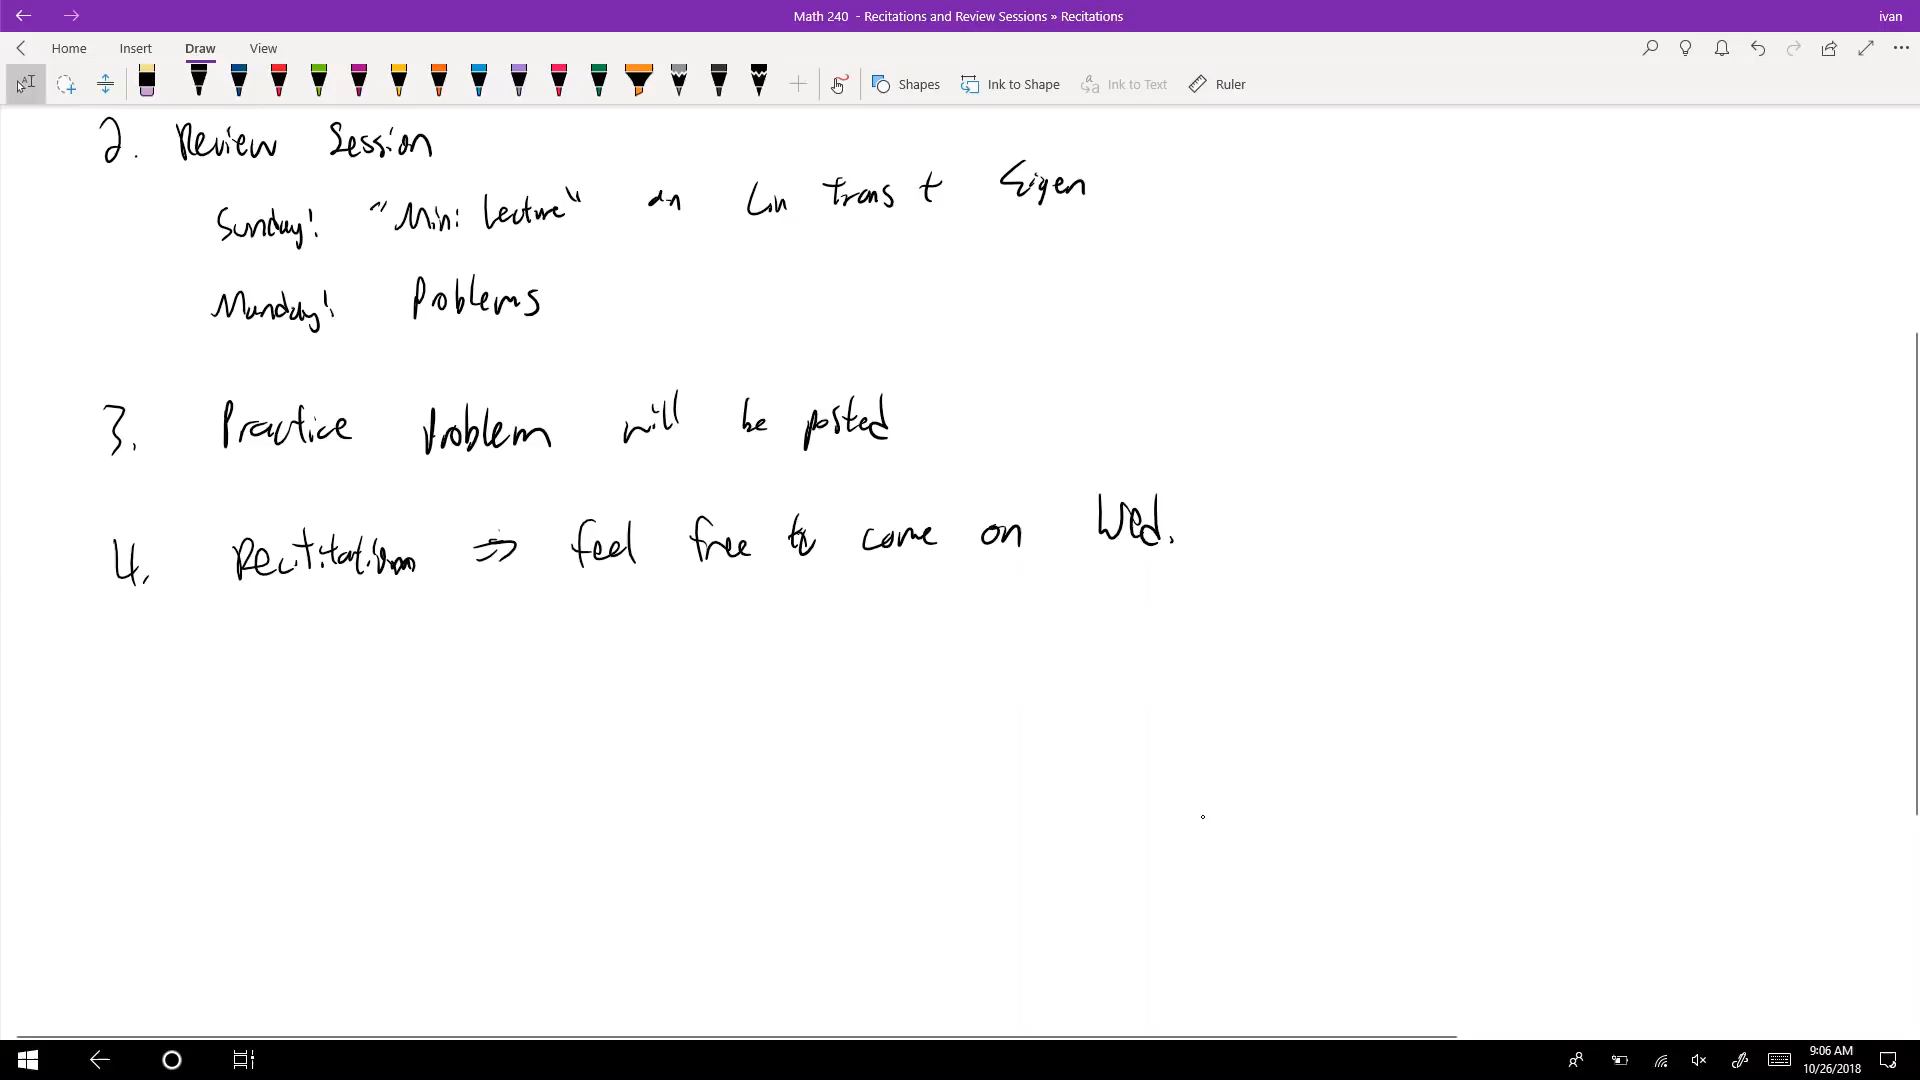 Math 240 - Recitations and Review Sessions » Recitations
ivan
Home Insert Draw View
Shapes Ink to Shape Ink to Text Ruler
2. Review Session
Sunday: "Mini Lecture" on Lin Trans + Eigen
Monday: Problems
3. Practice Problem will be posted
4. Recititation ⇒ feel free to come on Wed.
9:06 AM
10/26/2018